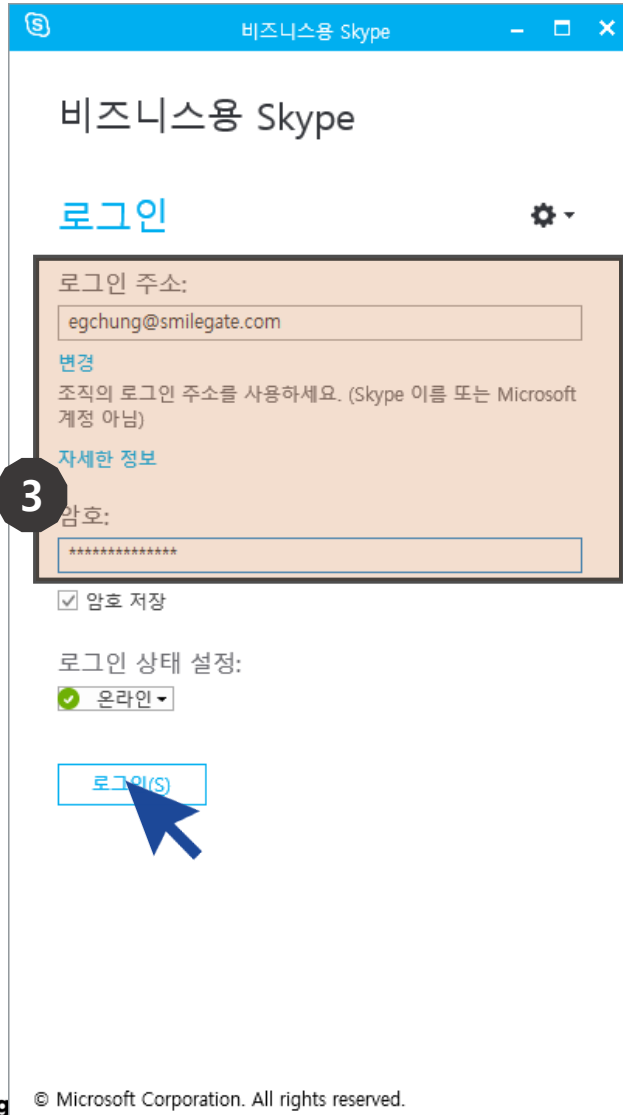 비즈니스용 Skype
비즈니스용 Skype
로그인
로그인 주소:
egchung@smilegate.com
변경
조직의 로그인 주소를 사용하세요. (Skype 이름 또는 Microsoft
계정 아님)
자세한 정보
3
암호:
**************
암호 저장
로그인 상태 설정:
온라인
로그인(S)
g
© Microsoft Corporation. All rights reserved.